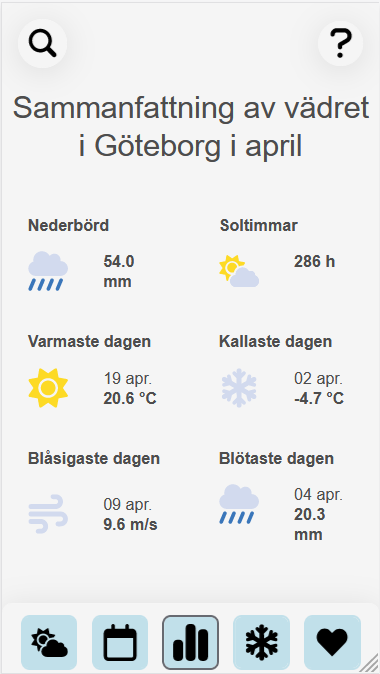 Sammanfattning av vädret
i Göteborg i april
Nederbörd
54.0
mm
Soltimmar
286 h
Varmaste dagen
19 apr.
20.6 °C
Kallaste dagen
02 apr.
-4.7 °C
Blåsigaste dagen
09 apr.
9.6 m/s
Blötaste dagen
04 apr.
20.3
mm